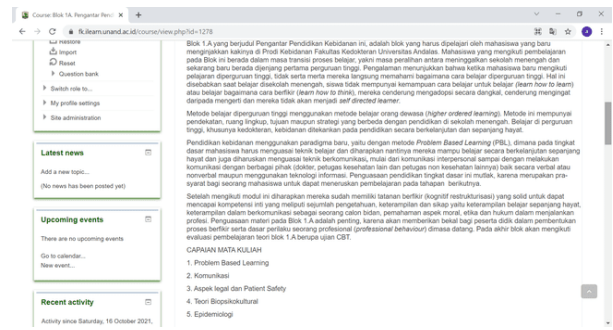 Course: Blok 1A. Pengantar Pendi
fk.ilearn.unand.ac.id/course/view.php?id=1278
Restore
Import
Reset
Question bank
Switch role to...
My profile settings
Site administration
Latest news
Add a new topic...
(No news has been posted yet)
Upcoming events
There are no upcoming events
Go to calendar...
New event...
Recent activity
Activity since Saturday, 16 October 2021,
Blok 1.A yang berjudul Pengantar Pendidikan Kebidanan ini, adalah blok yang harus dipelajari oleh mahasiswa yang baru
menginjakkan kakinya di Prodi Kebidanan Fakultas Kedokteran Universitas Andalas. Mahasiswa yang mengikuti pembelajaran
pada Blok ini berada dalam masa transisi proses belajar, yakni masa peralihan antara meninggalkan sekolah menengah dan
sekarang baru berada dijenjang pertama perguruan tinggi. Pengalaman menunjukkan bahwa ketika mahasiswa baru mengikuti
pelajaran diperguruan tinggi, tidak serta merta mereka langsung memahami bagaimana cara belajar diperguruan tinggi. Hal ini
disebabkan saat belajar disekolah menengah, siswa tidak mempunyai kemampuan cara belajar untuk belajar (learn how to learn)
atau belajar bagaimana cara berfikir (learn how to think), mereka cenderung mengadopsi secara dangkal, cenderung mengingat
daripada mengerti dan mereka tidak akan menjadi self directed learner.
Metode belajar diperguruan tinggi menggunakan metode belajar orang dewasa (higher ordered learning). Metode ini mempunyai
pendekatan, ruang lingkup, tujuan maupun strategi yang berbeda dengan pendidikan di sekolah menengah. Belajar di perguruan
tinggi, khusunya kedokteran, kebidanan ditekankan pada pendidikan secara berkelanjutan dan sepanjang hayat.
Pendidikan kebidanan menggunakan paradigma baru, yaitu dengan metode Problem Based Learning (PBL), dimana pada tingkat
dasar mahasiswa harus menguasai teknik belajar dan diharapkan nantinya mereka mampu belajar secara berkelanjutan sepanjang
hayat dan juga diharuskan menguasai teknik berkomunikasi, mulai dari komunikasi interpersonal sampai dengan melakukan
komunikasi dengan berbagai pihak (dokter, petugas kesehatan lain dan petugas non kesehatan lainnya) baik secara verbal atau
nonverbal maupun menggunakan teknologi informasi. Penguasaan pendidikan tingkat dasar ini mutlak, karena merupakan pra-
syarat bagi seorang mahasiswa untuk dapat meneruskan pembelajaran pada tahapan berikutnya.
Setelah mengikuti modul ini diharapkan mereka sudah memiliki tatanan berfikir (kognitif restrukturisasi) yang solid untuk dapat
mencapai kompetensi inti yang meliputi sejumlah pengetahuan, keterampilan dan sikap yaitu keterampilan belajar sepanjang hayat,
keterampilan dalam berkomunikasi sebagai seorang calon bidan, pemahaman aspek moral, etika dan hukum dalam menjalankan
profesi. Penguasaan materi pada Blok 1.A adalah penting, karena akan memberikan bekal bagi peserta didik dalam pembentukan
proses berfikir serta dasar perilaku seorang profesional (professional behaviour) dimasa datang. Pada akhir blok akan mengikuti
evaluasi pembelajaran teori blok 1.A berupa ujian CBT.
CAPAIAN MATA KULIAH
1. Problem Based Learning
2. Komunikasi
3. Aspek legal dan Patient Safety
4. Teori Biopsikokultural
5. Epidemiologi